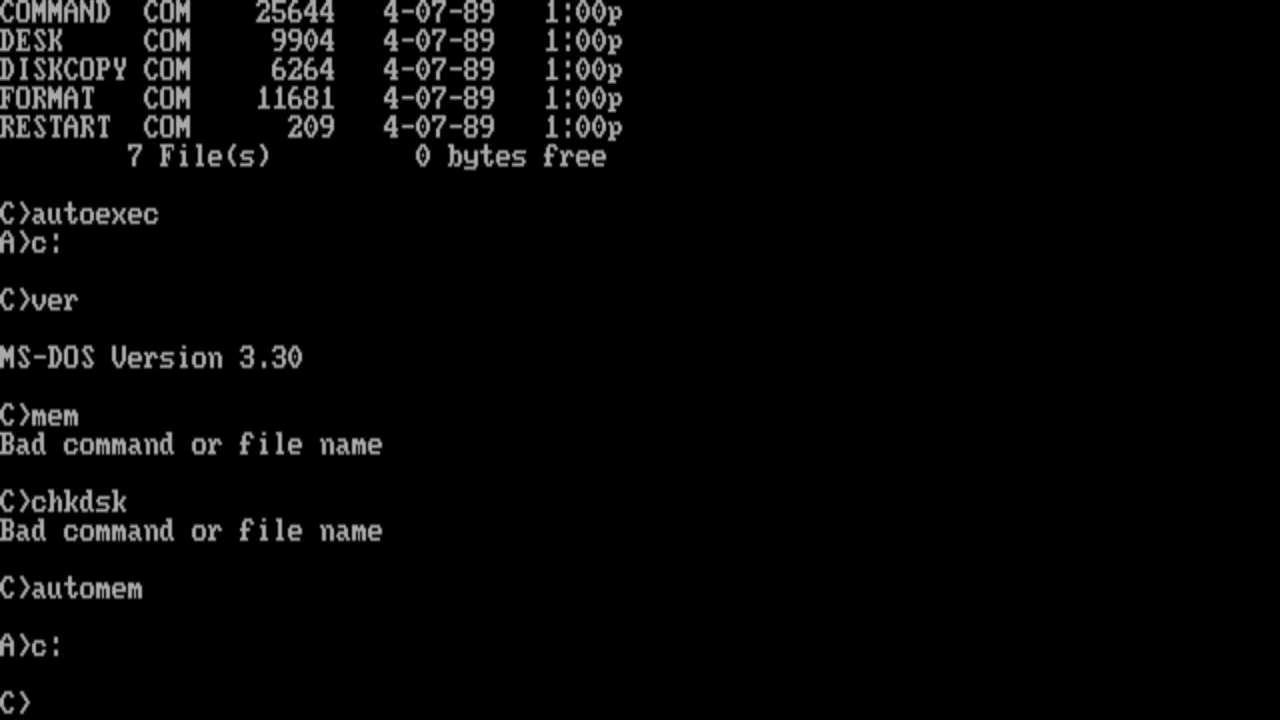 COMMAND  COM    25644   4-07-89   1:00p
DESK     COM     9904   4-07-89   1:00p
DISKCOPY COM     6264   4-07-89   1:00p
FORMAT   COM    11681   4-07-89   1:00p
RESTART  COM      209   4-07-89   1:00p
        7 File(s)         0 bytes free
C>autoexec
A>c:
C>ver
MS-DOS Version 3.30
C>mem
Bad command or file name
C>chkdsk
Bad command or file name
C>automem
A>c:
C>